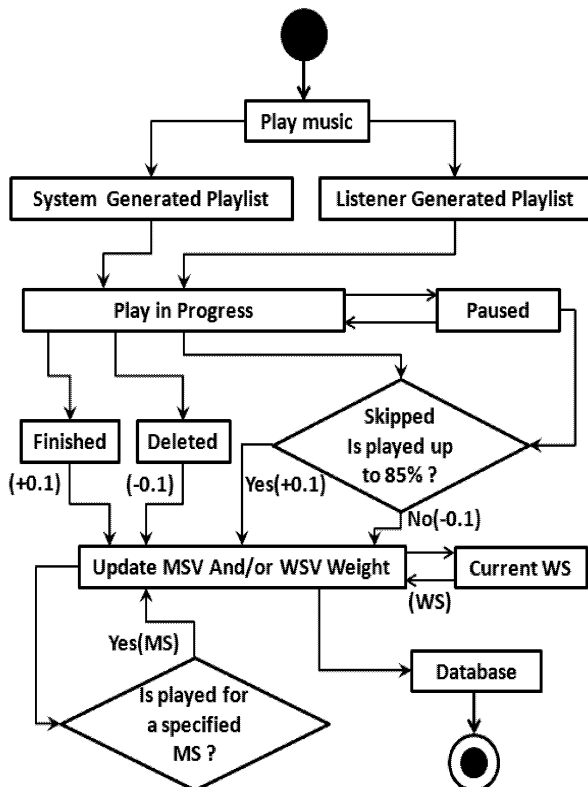 Play music
System Generated Playlist
Listener Generated Playlist
Play in Progress
Paused
Skipped
Is played up
to 85% ?
Finished
Deleted
(+0.1)
(-0.1)
Yes(+0.1)
No(-0.1)
Update MSV And/or WSV Weight
Current WS
(WS)
Yes(MS)
Database
Is played for
a specified
MS ?